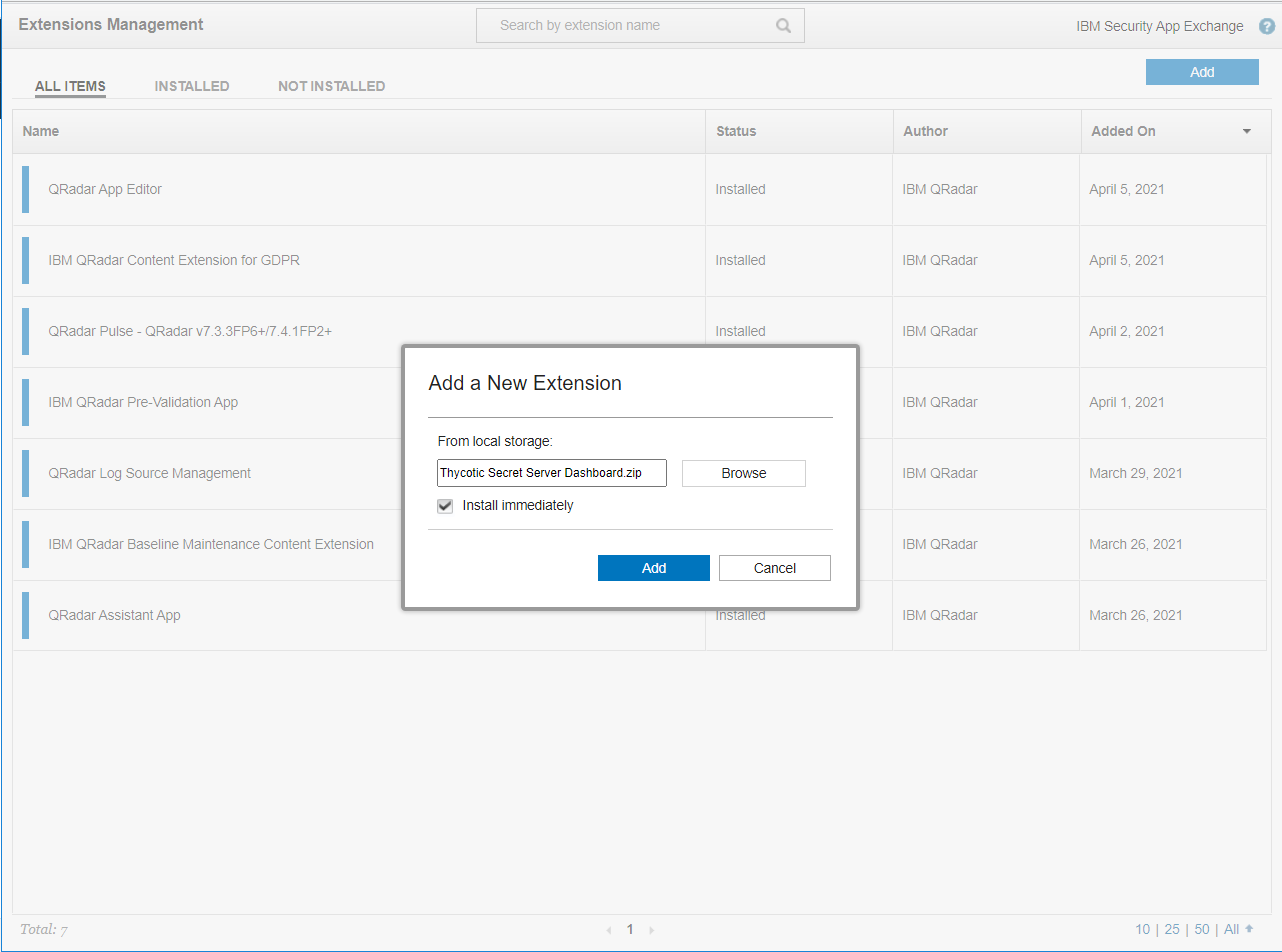 Extensions Management
Search by extension name
IBM Security App Exchange
?
ALL ITEMS INSTALLED NOT INSTALLED
Add
Name Status Author Added On
QRadar App Editor Installed IBM QRadar April 5, 2021
IBM QRadar Content Extension for GDPR Installed IBM QRadar April 5, 2021
QRadar Pulse - QRadar v7.3.3FP6+/7.4.1FP2+ Installed IBM QRadar April 2, 2021
IBM QRadar Pre-Validation App IBM QRadar April 1, 2021
QRadar Log Source Management IBM QRadar March 29, 2021
IBM QRadar Baseline Maintenance Content Extension IBM QRadar March 26, 2021
QRadar Assistant App Installed IBM QRadar March 26, 2021
Add a New Extension
From local storage:
Thycotic Secret Server Dashboard.zip Browse
Install immediately
Add Cancel
Total: 7
1
10 | 25 | 50 | All